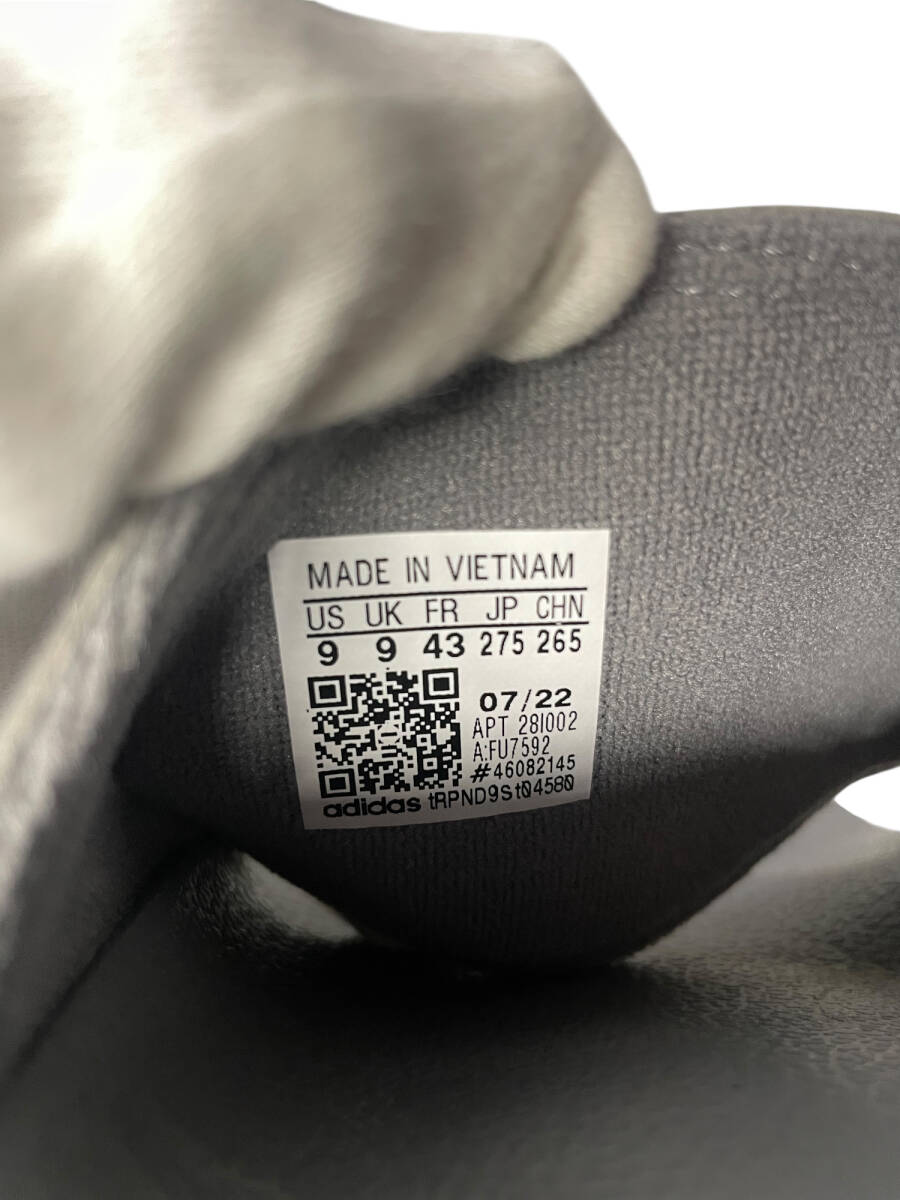 MADE IN VIETNAM
US UK FR JP CHN
9 9 43 275 265
07/22
APT 28I002
A:FU7592
#46082145
adidas tRPND9St04580